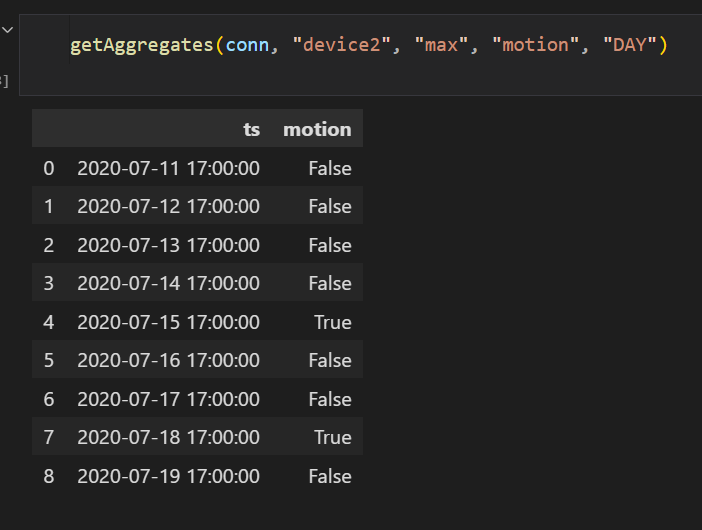 getAggregates(conn, "device2", "max", "motion", "DAY")
]
ts motion
0 2020-07-11 17:00:00 False
1 2020-07-12 17:00:00 False
2 2020-07-13 17:00:00 False
3 2020-07-14 17:00:00 False
4 2020-07-15 17:00:00 True
5 2020-07-16 17:00:00 False
6 2020-07-17 17:00:00 False
7 2020-07-18 17:00:00 True
8 2020-07-19 17:00:00 False